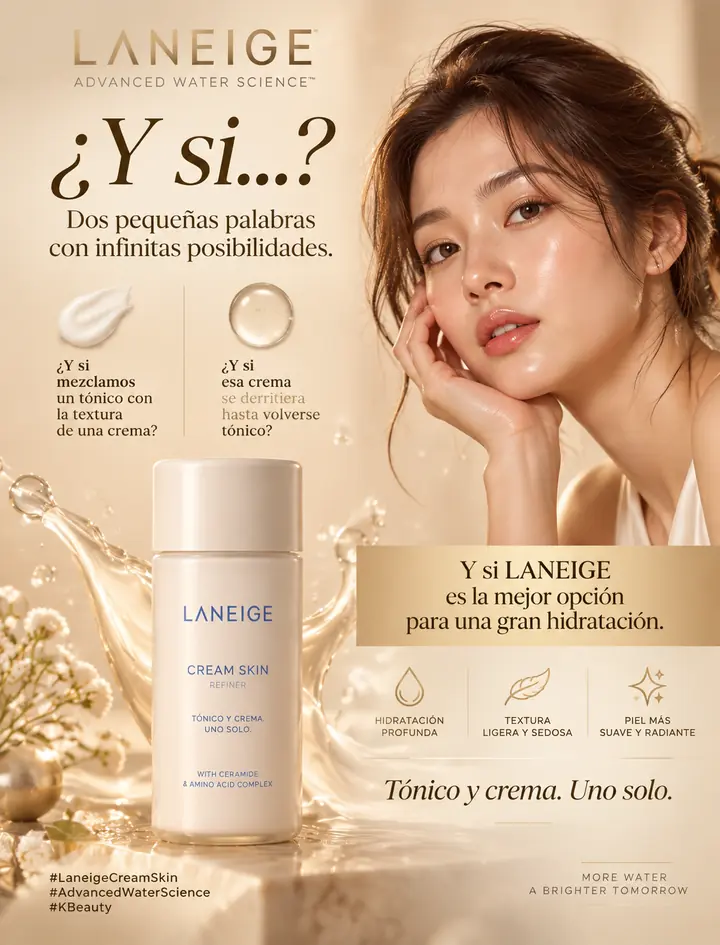 LANEIGE
ADVANCED WATER SCIENCE™
¿Y si...?
Dos pequeñas palabras
con infinitas posibilidades.
¿Y si
mezclamos
un tónico con
la textura
de una crema?
¿Y si
esa crema
se derritiera
hasta volverse
tónico?
LANEIGE
CREAM SKIN
REFINER
TÓNICO Y CREMA.
UNO SOLO.
WITH CERAMIDE
& AMINO ACID COMPLEX
Y si LANEIGE
es la mejor opción
para una gran hidratación.
HIDRATACIÓN
PROFUNDA
TEXTURA
LIGERA Y SEDOSA
PIEL MÁS
SUAVE Y RADIANTE
Tónico y crema. Uno solo.
#LaneigeCreamSkin
#AdvancedWaterScience
#KBeauty
MORE WATER
A BRIGHTER TOMORROW